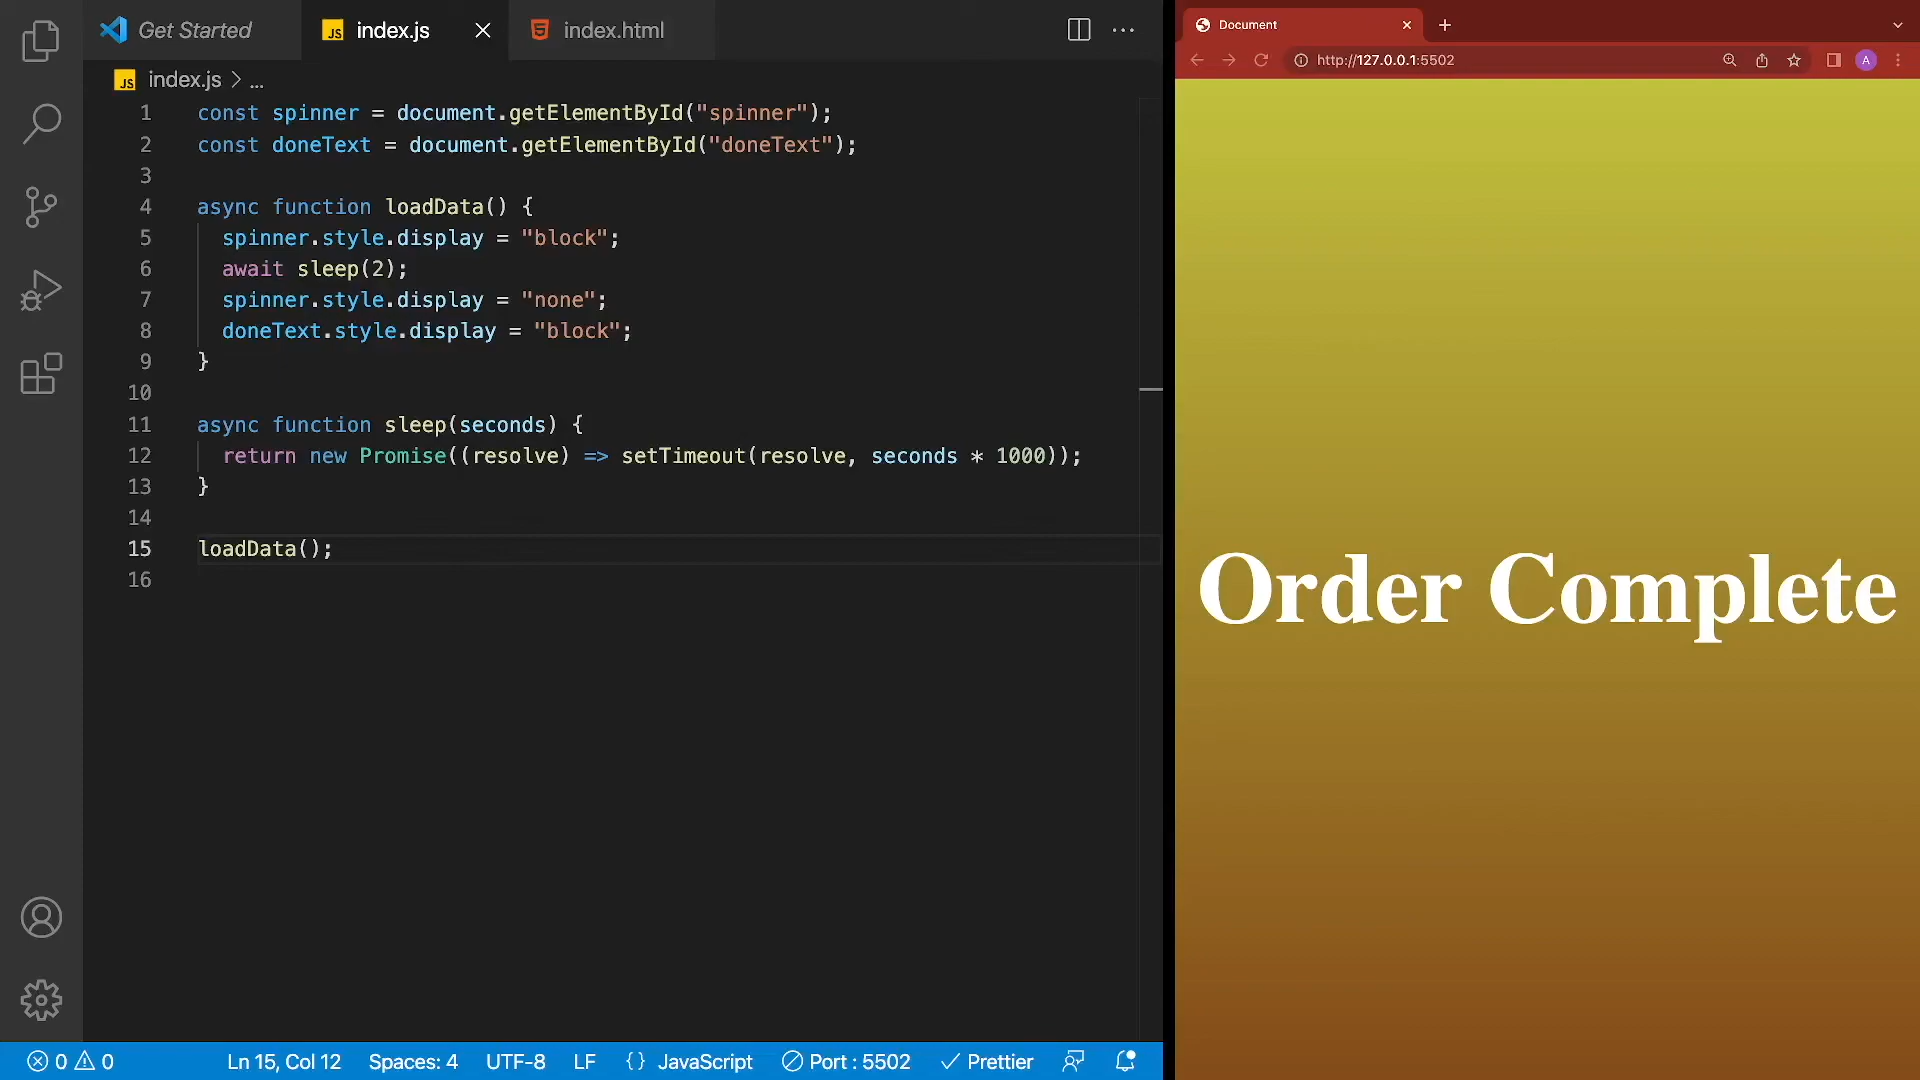 Get Started
JS index.js
index.html
JS index.js > ...
1 const spinner = document.getElementById("spinner");
2 const doneText = document.getElementById("doneText");
3
4 async function loadData() {
5 spinner.style.display = "block";
6 await sleep(2);
7 spinner.style.display = "none";
8 doneText.style.display = "block";
9 }
10
11 async function sleep(seconds) {
12 return new Promise((resolve) => setTimeout(resolve, seconds * 1000));
13 }
14
15 loadData();
16
0 0 Ln 15, Col 12 Spaces: 4 UTF-8 LF {} JavaScript Port : 5502 Prettier
Document
http://127.0.0.1:5502
A
Order Complete